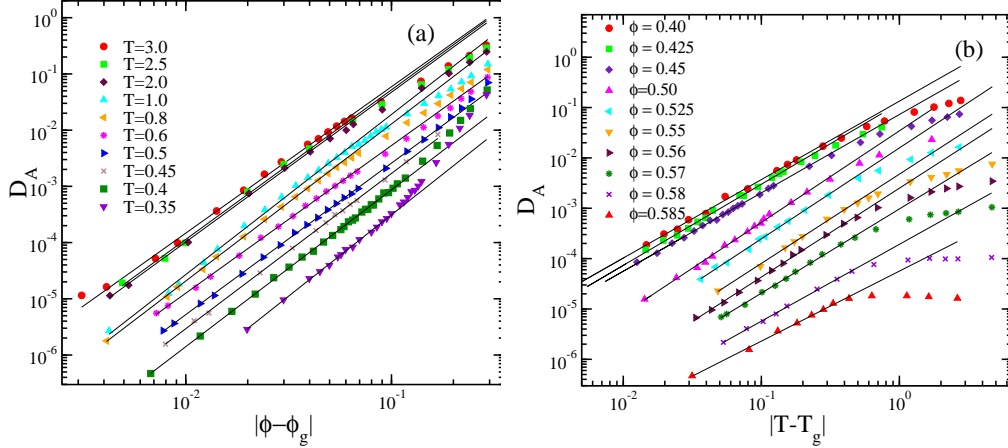 (a)
10^0
10^-1
10^-2
10^-3
10^-4
10^-5
10^-6
D_A
T=3.0
T=2.5
T=2.0
T=1.0
T=0.8
T=0.6
T=0.5
T=0.45
T=0.4
T=0.35
10^-2
10^-1
|ϕ−ϕ_g|
(b)
10^0
10^-1
10^-2
10^-3
10^-4
10^-5
10^-6
D_A
ϕ = 0.40
ϕ = 0.425
ϕ = 0.45
ϕ=0.50
ϕ = 0.525
ϕ = 0.55
ϕ = 0.56
ϕ = 0.57
ϕ = 0.58
ϕ=0.585
10^-2
10^-1
10^0
|T-T_g|